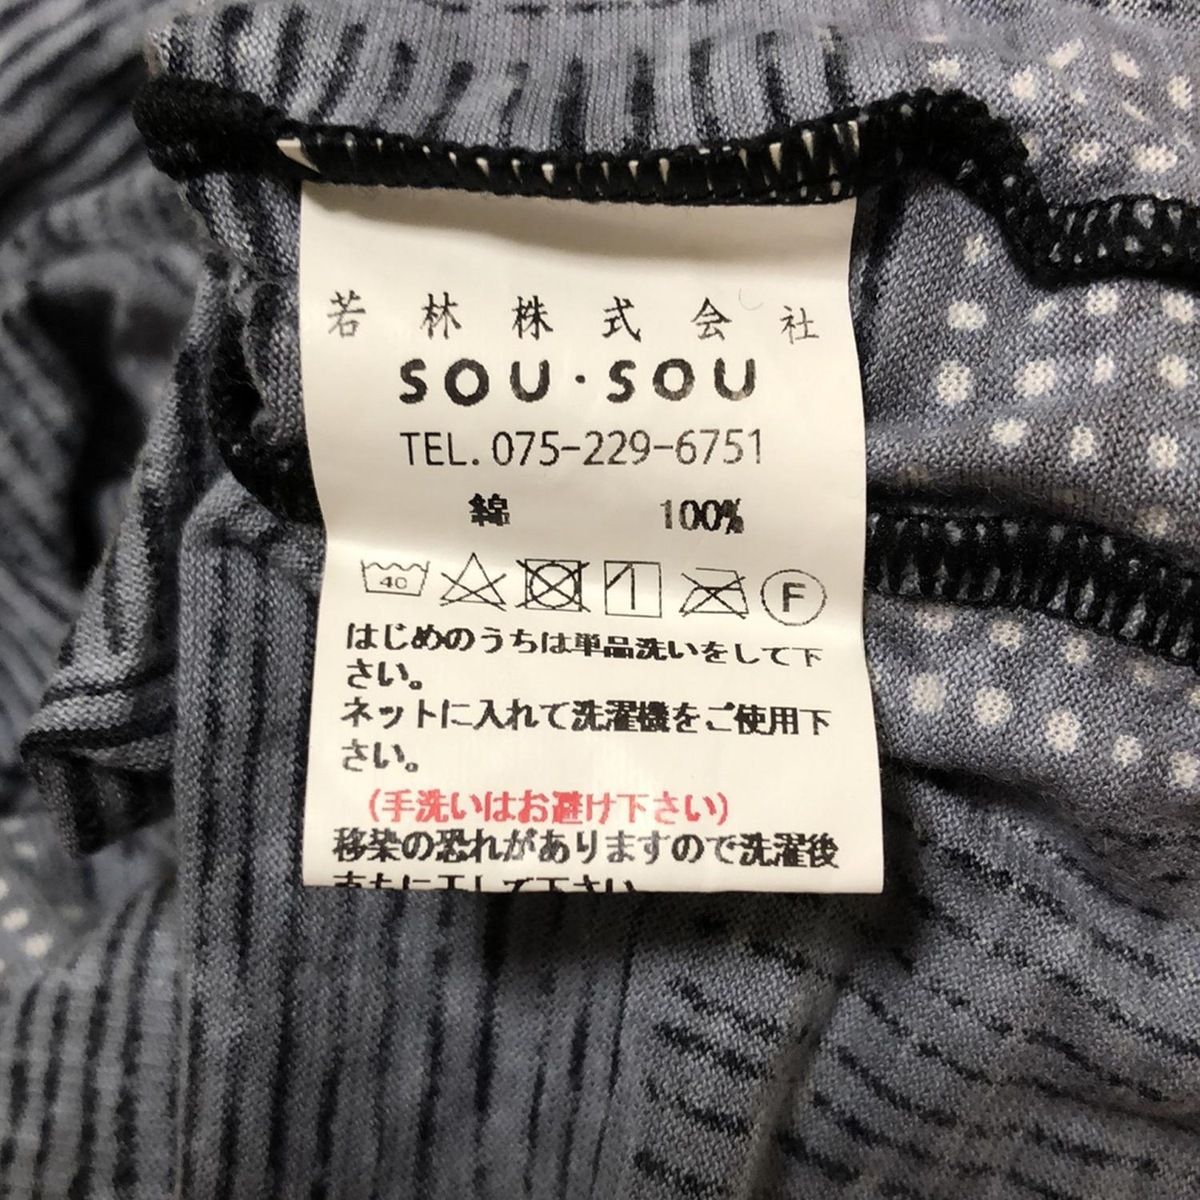 若林株式会社
SOU・SOU
TEL. 075-229-6751
綿 100%
40 F
はじめのうちは単品洗いをして下
さい。
ネットに入れて洗濯機をご使用下
さい。
(手洗いはお避け下さい)
移染の恐れがありますので洗濯後